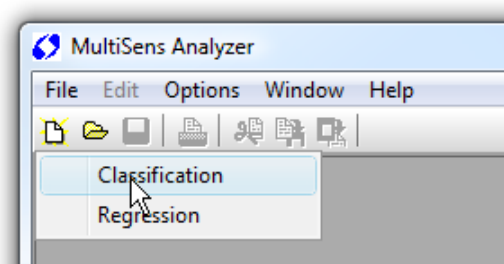 MultiSens Analyzer
File Edit Options Window Help
Classification
Regression